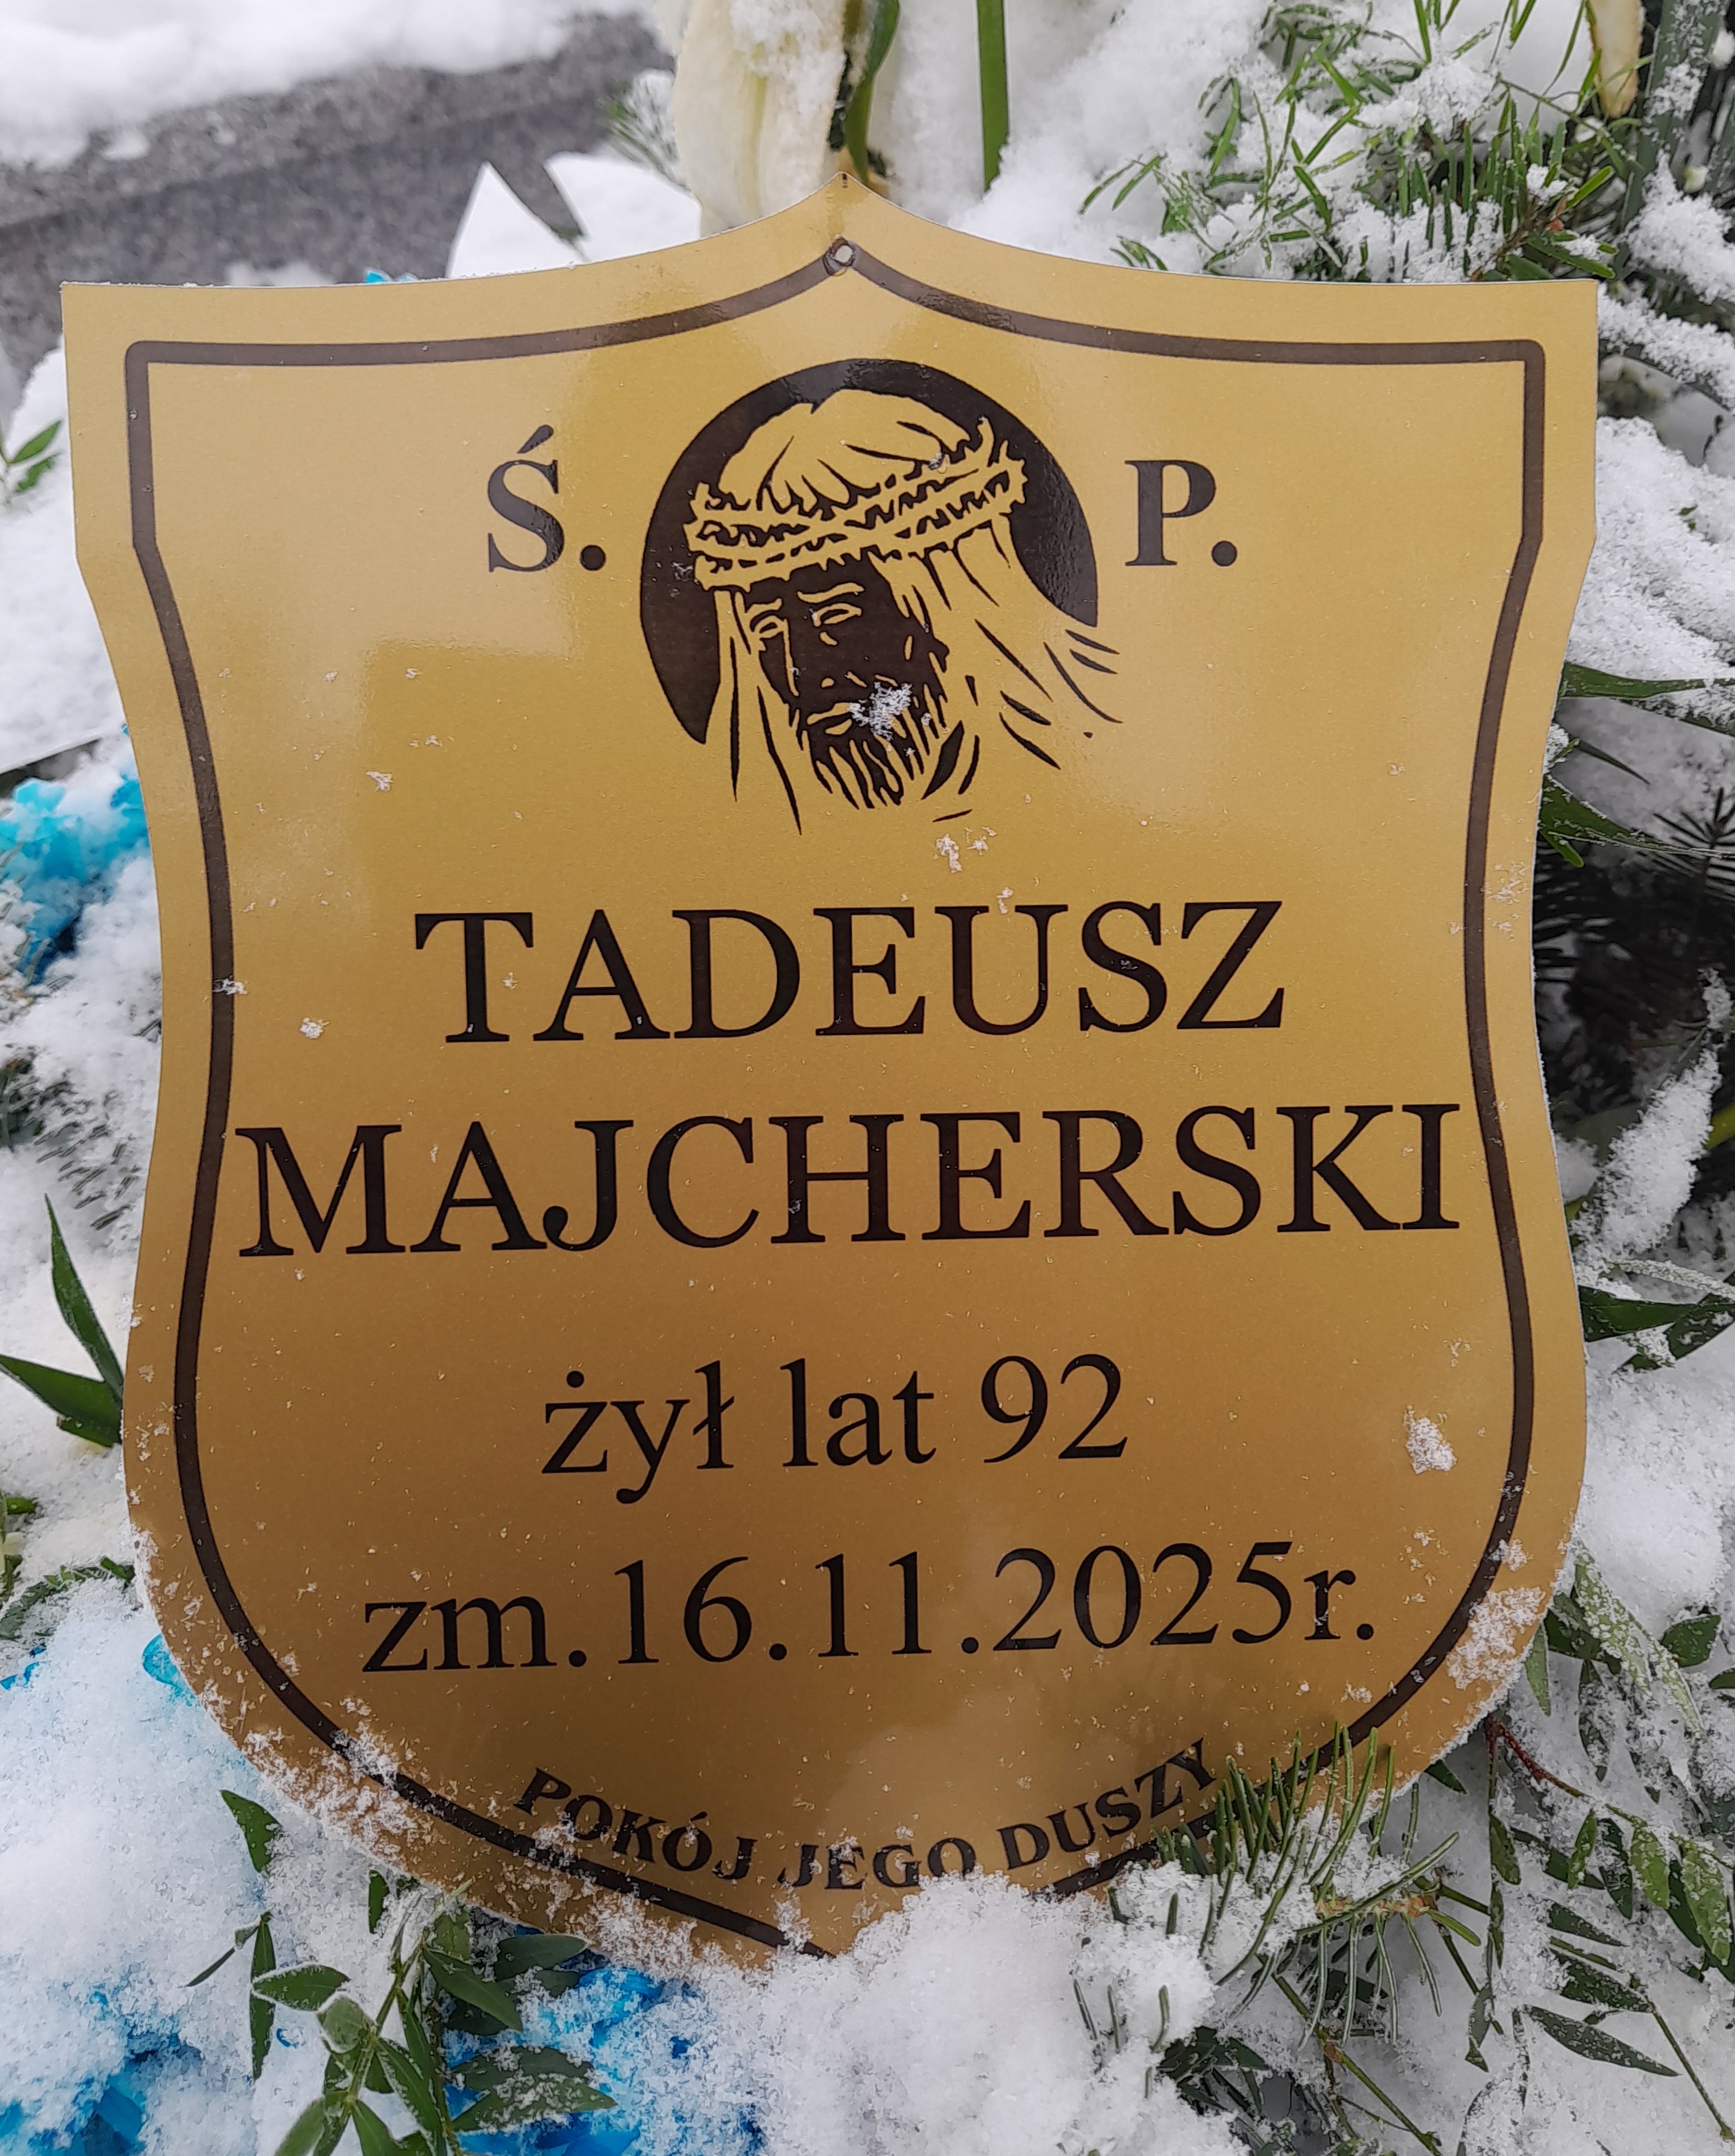 Ś. P.
TADEUSZ
MAJCHERSKI
żył lat 92
zm.16.11.2025r.
POKÓJ JEGO DUSZY